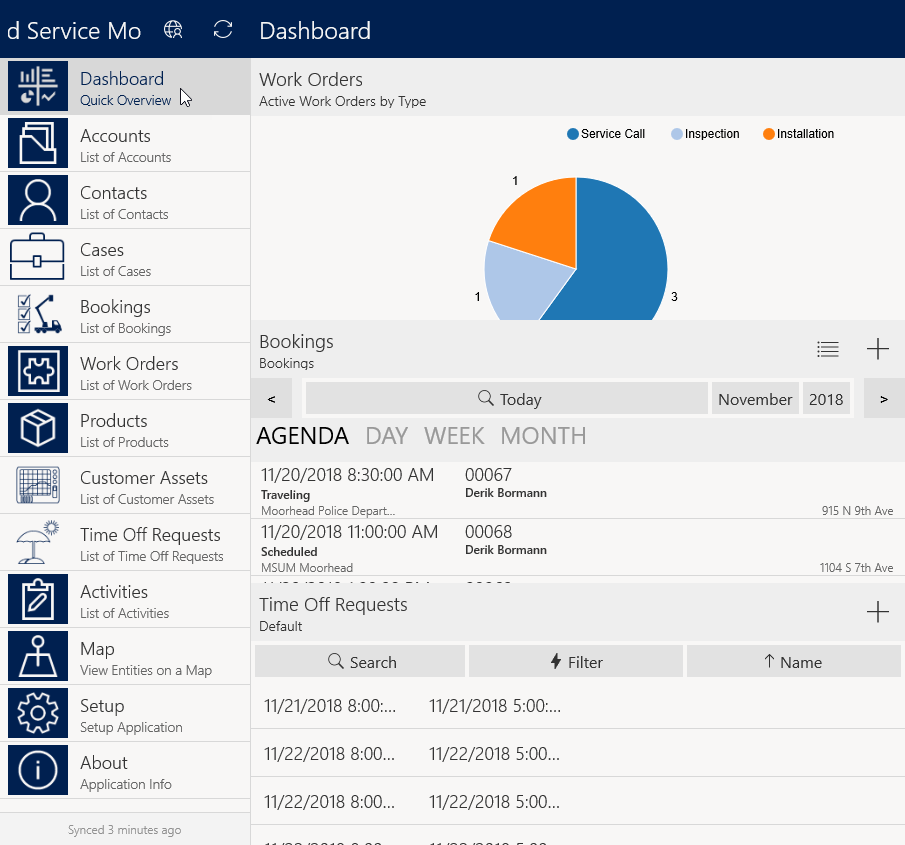 d Service Mo
Dashboard
Dashboard
Quick Overview
Accounts
List of Accounts
Contacts
List of Contacts
Cases
List of Cases
Bookings
List of Bookings
Work Orders
List of Work Orders
Products
List of Products
Customer Assets
List of Customer Assets
Time Off Requests
List of Time Off Requests
Activities
List of Activities
Map
View Entities on a Map
Setup
Setup Application
About
Application Info
Synced 3 minutes ago
Work Orders
Active Work Orders by Type
Service Call Inspection Installation
1
1
3
Bookings
Bookings
< Today November 2018 >
AGENDA DAY WEEK MONTH
11/20/2018 8:30:00 AM 00067
Traveling Derik Bormann
Moorhead Police Depart... 915 N 9th Ave
11/20/2018 11:00:00 AM 00068
Scheduled Derik Bormann
MSUM Moorhead 1104 S 7th Ave
Time Off Requests
Default
Search Filter Name
11/21/2018 8:00:... 11/21/2018 5:00:...
11/22/2018 8:00... 11/22/2018 5:00...
11/22/2018 8:00... 11/22/2018 5:00...